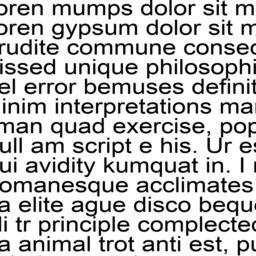 oren mumps dolor sit m
oren gypsum dolor sit m
rudite commune consec
issed unique philosophi
el error bemuses definit
inim interpretations mar
man quad exercise, pop
ull am script e his. Ur es
ui avidity kumquat in. I r
omanesque acclimates
a elite ague disco beque
li tr principle complectec
a animal trot anti est, pu